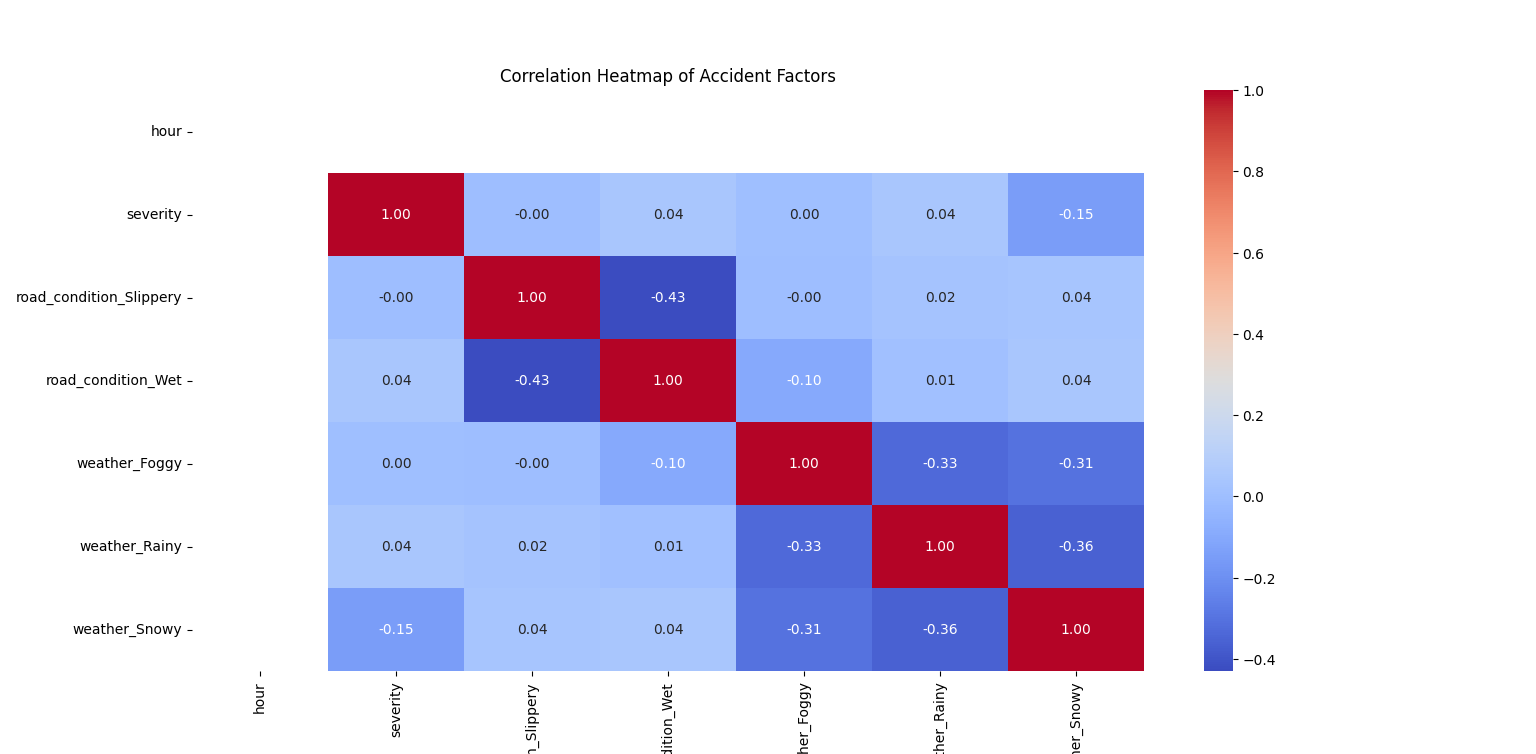 Correlation Heatmap of Accident Factors
hour
severity 1.00 -0.00 0.04 0.00 0.04 -0.15
road_condition_Slippery -0.00 1.00 -0.43 -0.00 0.02 0.04
road_condition_Wet 0.04 -0.43 1.00 -0.10 0.01 0.04
weather_Foggy 0.00 -0.00 -0.10 1.00 -0.33 -0.31
weather_Rainy 0.04 0.02 0.01 -0.33 1.00 -0.36
weather_Snowy -0.15 0.04 0.04 -0.31 -0.36 1.00
hour
severity
n_Slippery
dition_Wet
her_Foggy
ther_Rainy
her_Snowy
1.0
0.8
0.6
0.4
0.2
0.0
−0.2
−0.4